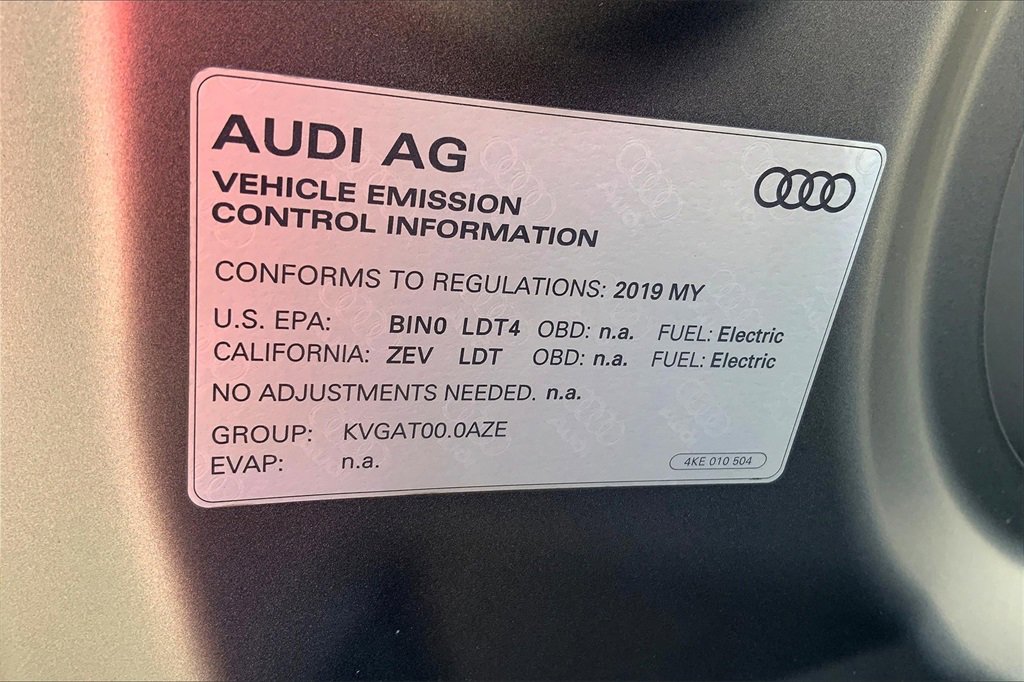 AUDI AG
VEHICLE EMISSION
CONTROL INFORMATION
CONFORMS TO REGULATIONS: 2019 MY
U.S. EPA: BIN0 LDT4 OBD: n.a. FUEL: Electric
CALIFORNIA: ZEV LDT OBD: n.a. FUEL: Electric
NO ADJUSTMENTS NEEDED. n.a.
GROUP: KVGAT00.0AZE
EVAP: n.a.
4KE 010 504